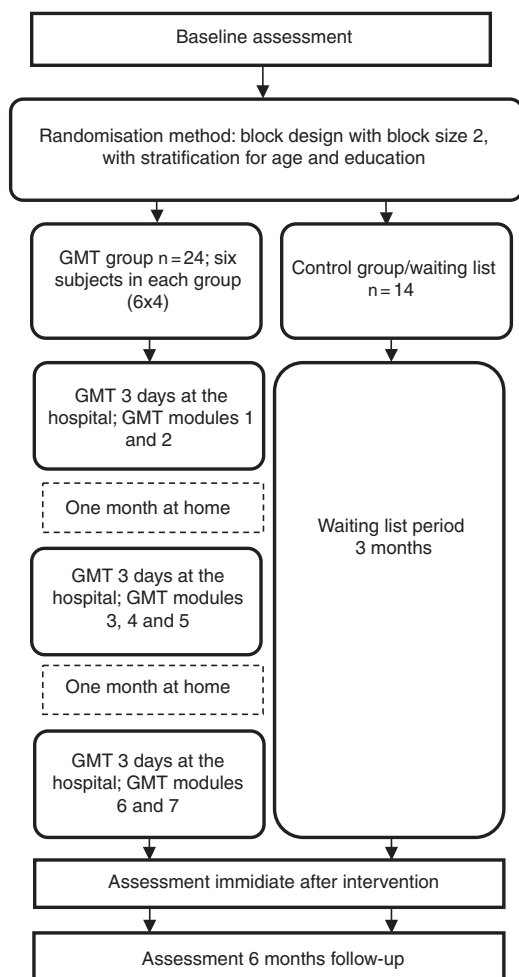 Baseline assessment
Randomisation method: block design with block size 2,
with stratification for age and education
GMT group n=24; six
subjects in each group
(6x4)
Control group/waiting list
n=14
GMT 3 days at the
hospital; GMT modules 1
and 2
One month at home
GMT 3 days at the
hospital; GMT modules
3, 4 and 5
One month at home
GMT 3 days at the
hospital; GMT modules
6 and 7
Waiting list period
3 months
Assessment immidiate after intervention
Assessment 6 months follow-up